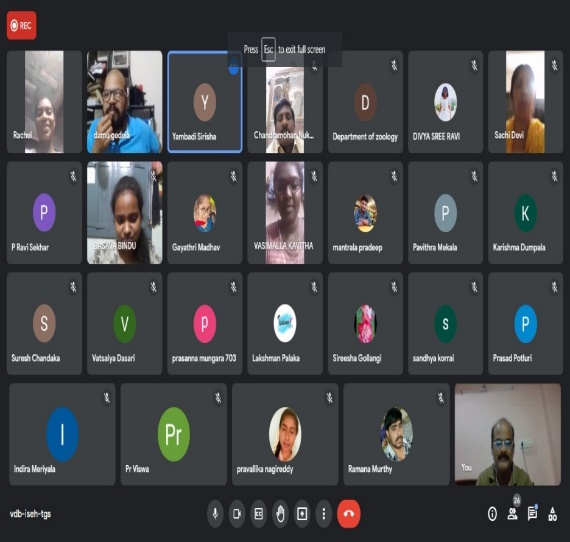 REC
Press Esc to exit full screen
Rachel
damu gedela
Y
Yambadi Sirisha
Chandramohan Nuk...
D
Department of zoology
DIVYA SREE RAVI
Sachi Devi
P
P Ravi Sekhar
BINDU
Gayathri Madhav
VASIMALLA KAVITHA
mantrala pradeep
P
Pavithra Mekala
K
Karishma Dumpala
S
Suresh Chandaka
V
Vatsalya Dasari
p
prasanna mungara 703
Lakshman Palaka
Sireesha Gollangi
s
sandhya korrai
P
Prasad Potluri
I
Indira Meriyala
Pr
Pr Viswa
pravallika nagireddy
Ramana Murthy
You
vdb-iseh-tgs
26